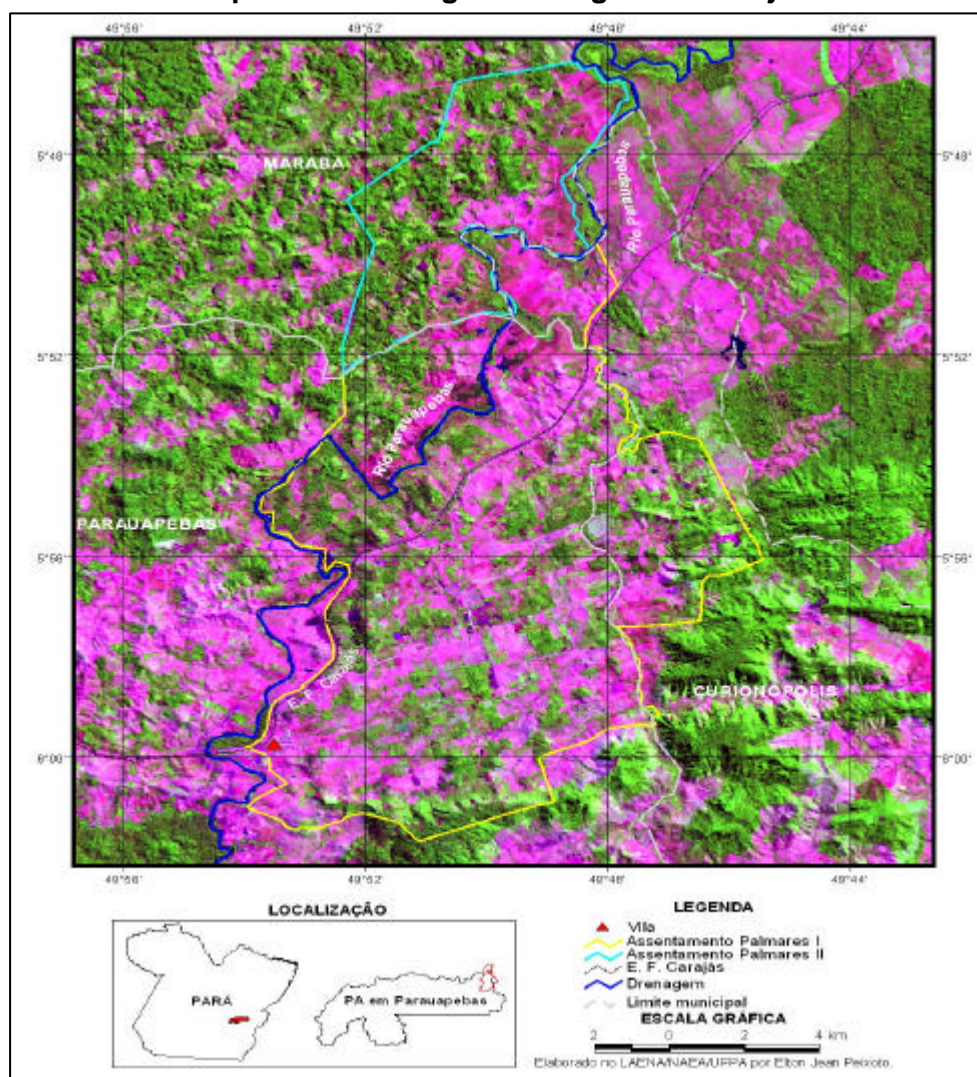 49°56' 49°52' 49°48' 49°44'
5°48' MARABÁ 5°48'
Rio Parauapebas
5°52' 5°52'
Rio Parauapebas
PARAUAPEBAS
5°56' 5°56'
E. F. Carajás
CURIONÓPOLIS
6°00' 6°00'
49°56' 49°52' 49°48' 49°44'
LOCALIZAÇÃO
PARÁ
PA em Parauapebas
LEGENDA
Vila
Assentamento Palmares I
Assentamento Palmares II
E. F. Carajás
Drenagem
Limite municipal
ESCALA GRÁFICA
2 0 2 4 km
Elaborado no LAENA/NAEA/UFPA por Elton Jean Peixoto.